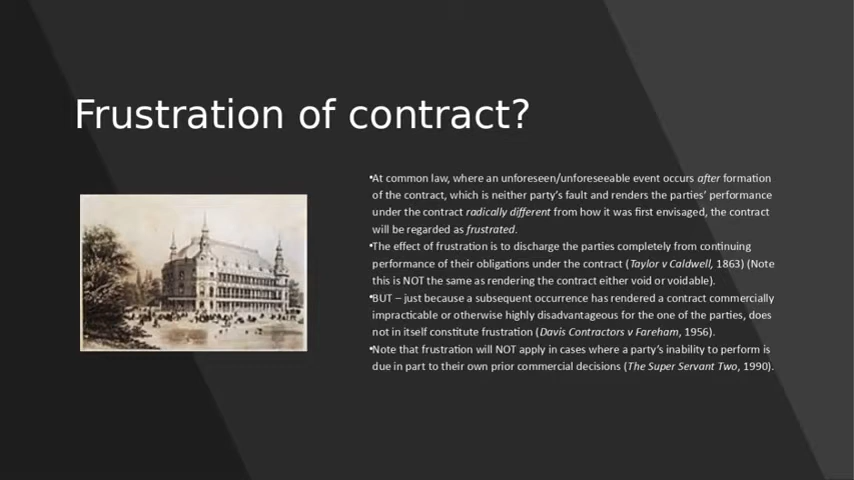 Frustration of contract?
•At common law, where an unforeseen/unforeseeable event occurs after formation
of the contract, which is neither party's fault and renders the parties' performance
under the contract radically different from how it was first envisaged, the contract
will be regarded as frustrated.
•The effect of frustration is to discharge the parties completely from continuing
performance of their obligations under the contract (Taylor v Caldwell, 1863) (Note
this is NOT the same as rendering the contract either void or voidable).
•BUT – just because a subsequent occurrence has rendered a contract commercially
impracticable or otherwise highly disadvantageous for the one of the parties, does
not in itself constitute frustration (Davis Contractors v Fareham, 1956).
•Note that frustration will NOT apply in cases where a party's inability to perform is
due in part to their own prior commercial decisions (The Super Servant Two, 1990).